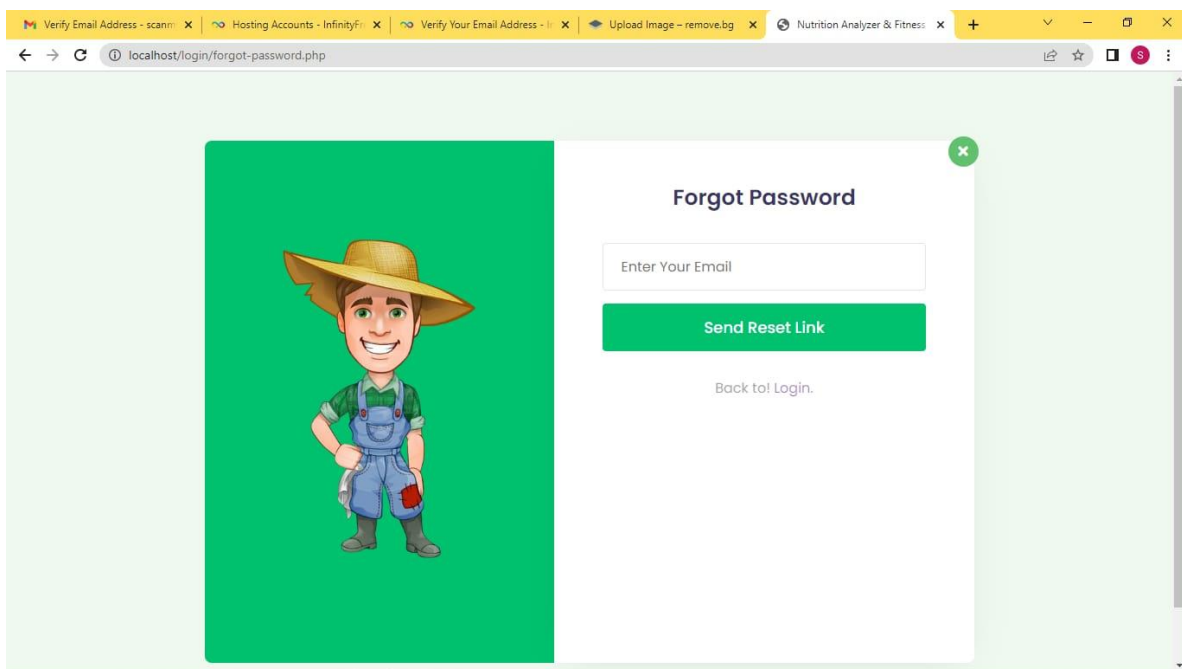 Verify Email Address - scanm
Hosting Accounts - InfinityFr
Verify Your Email Address - In
Upload Image – remove.bg
Nutrition Analyzer & Fitness
localhost/login/forgot-password.php
S
Forgot Password
Enter Your Email
Send Reset Link
Back to! Login.